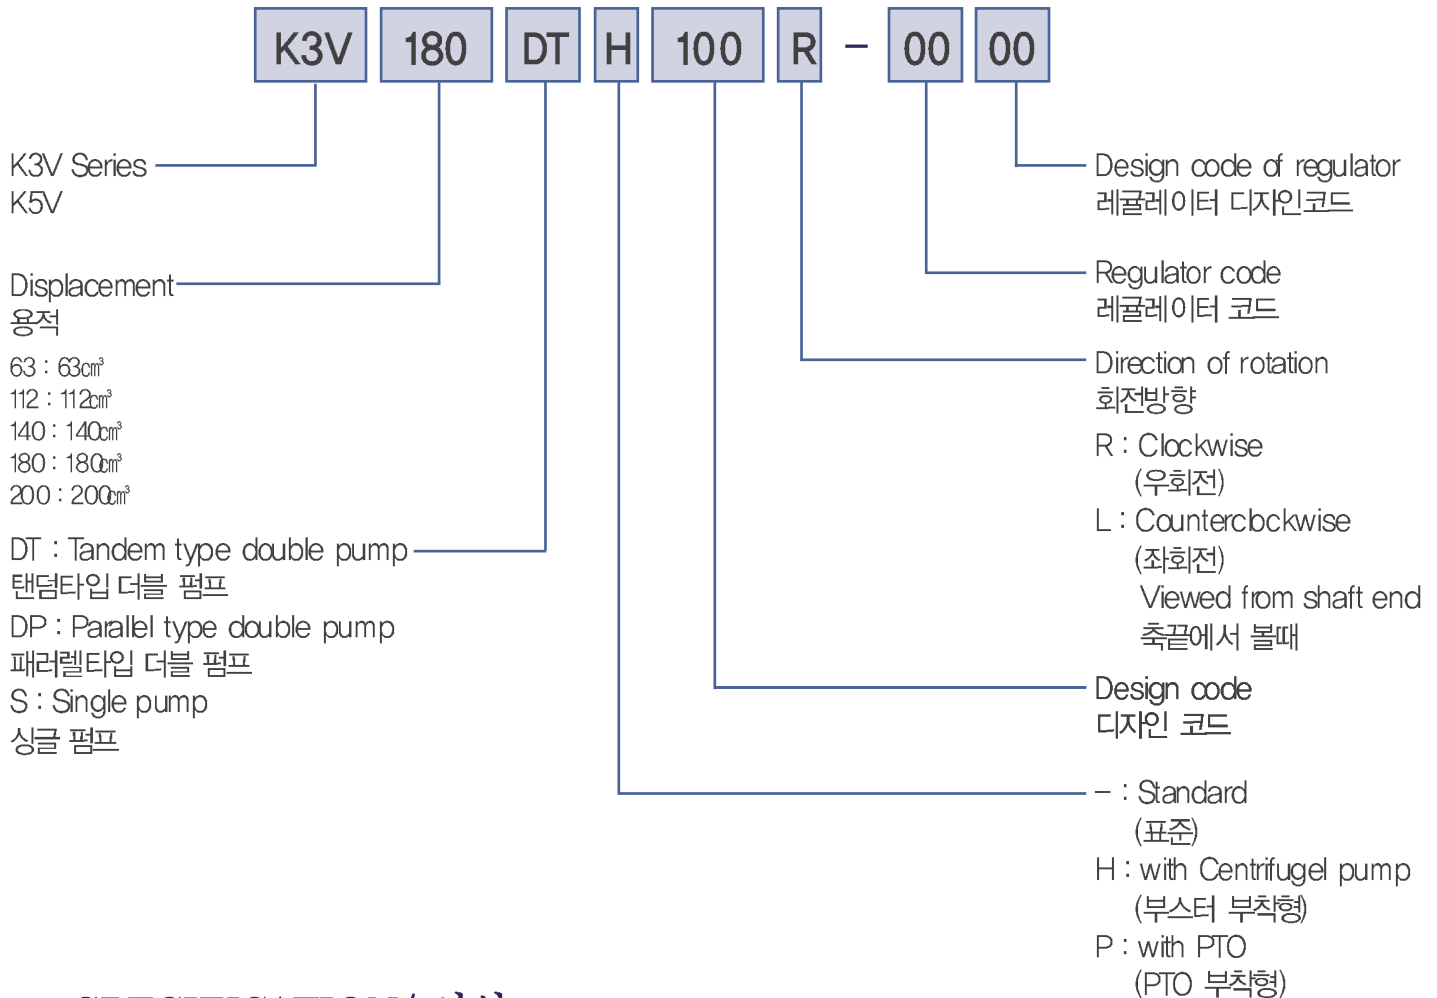 K3V 180 DT H 100 R - 00 00
K3V Series
K5V
Displacement
용적
63 : 63㎤
112 : 112㎤
140 : 140㎤
180 : 180㎤
200 : 200㎤
DT : Tandem type double pump
탠덤타입 더블 펌프
DP : Parallel type double pump
패러렐타입 더블 펌프
S : Single pump
싱글 펌프
Design code of regulator
레귤레이터 디자인코드
Regulator code
레귤레이터 코드
Direction of rotation
회전방향
R : Clockwise
(우회전)
L : Counterclockwise
(좌회전)
Viewed from shaft end
축끝에서 볼때
Design code
디자인 코드
- : Standard
(표준)
H : with Centrifugel pump
(부스터 부착형)
P : with PTO
(PTO 부착형)